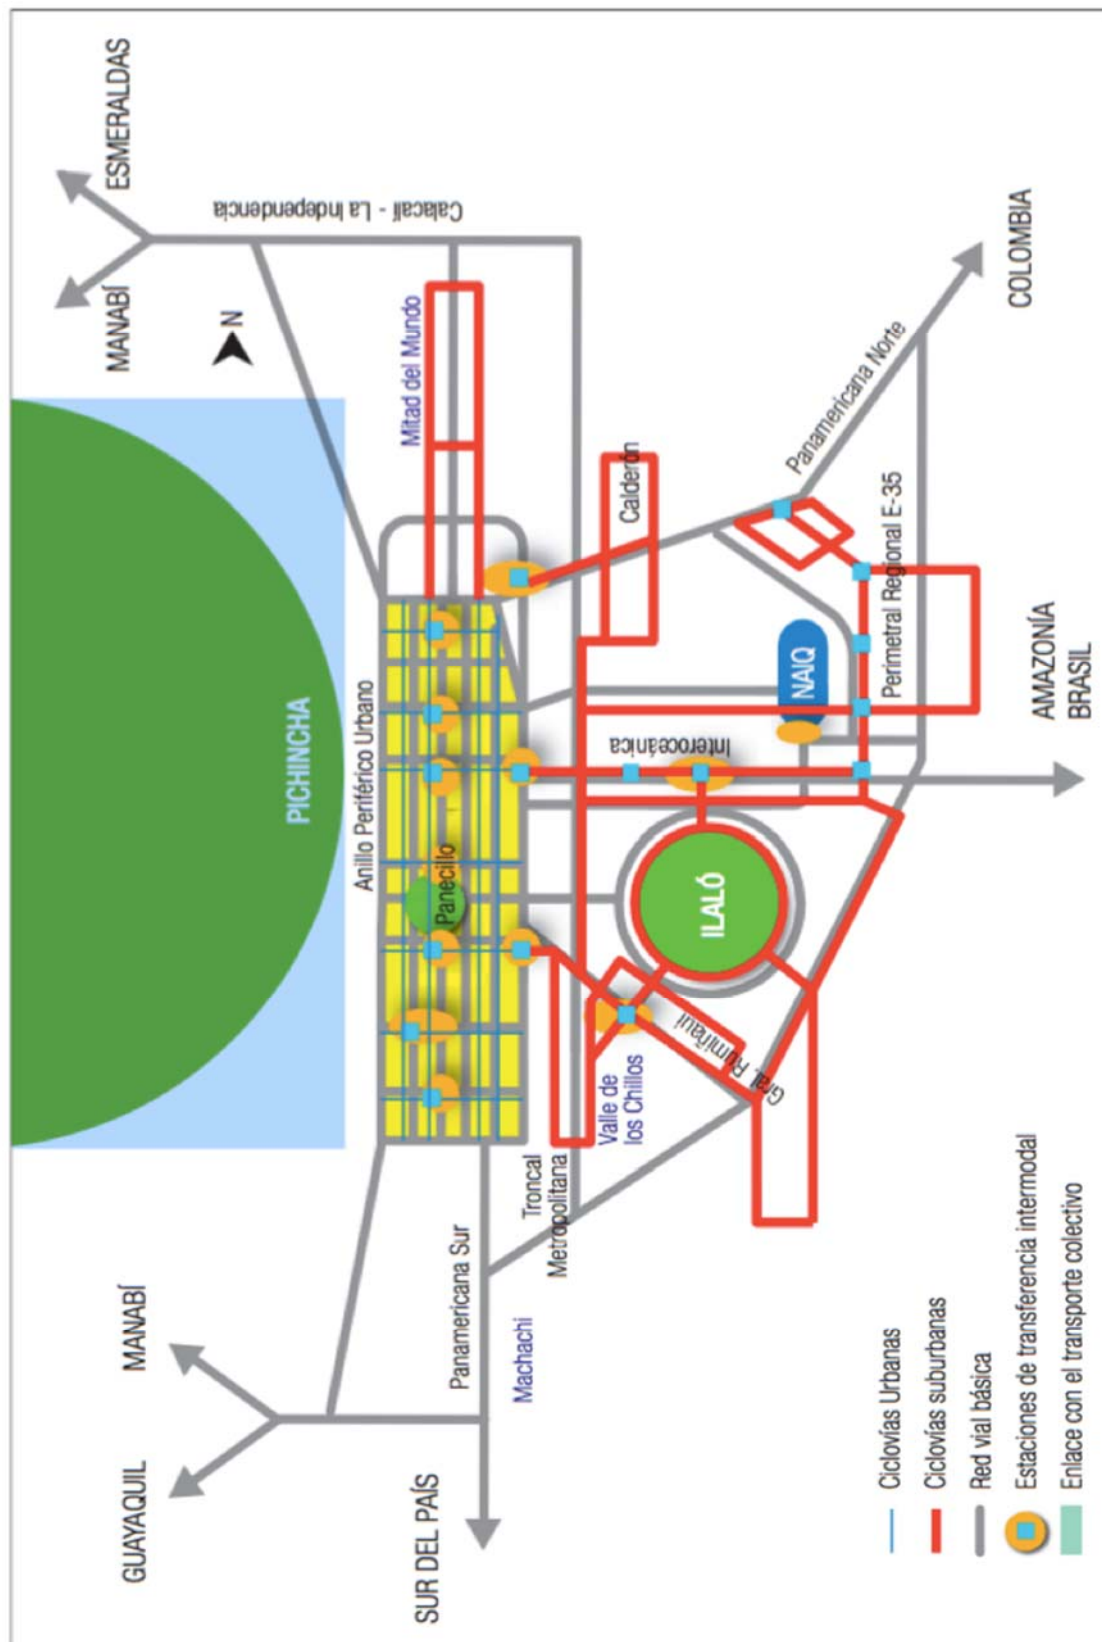 GUAYAQUIL
MANABÍ
MANABÍ
ESMERALDAS
PICHINCHA
N
Calacalí - La Independencia
Anillo Periférico Urbano
Mitad del Mundo
SUR DEL PAÍS
Panamericana Sur
Machachi
Panecillo
Troncal
Metropolitana
Valle de
los Chillos
Calderón
Interoceánica
Gral. Rumiñaui
ILALÓ
NAIQ
Panamericana Norte
Perimetral Regional E-35
COLOMBIA
AMAZONÍA
BRASIL
Ciclovías Urbanas
Ciclovías suburbanas
Red vial básica
Estaciones de transferencia intermodal
Enlace con el transporte colectivo